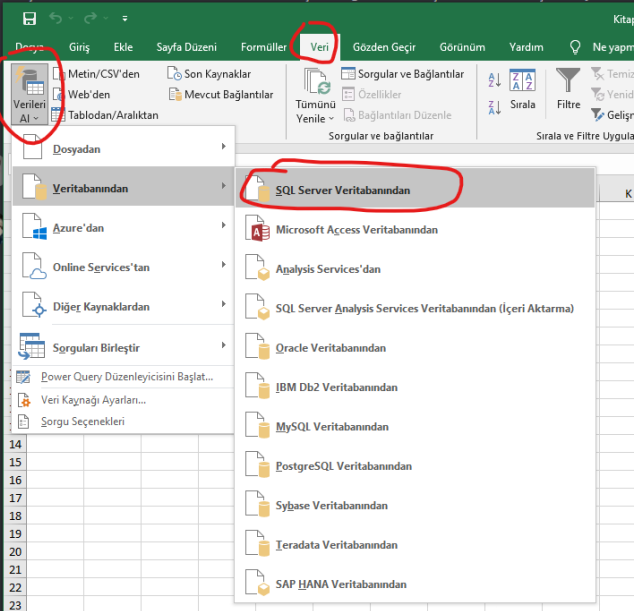 Kitap
Dosya Giriş Ekle Sayfa Düzeni Formüller Veri Gözden Geçir Görünüm Yardım Ne yapm
Verileri Al
Metin/CSV'den
Web'den
Tablodan/Aralıktan
Son Kaynaklar
Mevcut Bağlantılar
Tümünü Yenile
Sorgular ve Bağlantılar
Özellikler
Bağlantıları Düzenle
Sorgular ve bağlantılar
Sırala
Filtre
Temiz
Yenid
Gelişm
Sırala ve Filtre Uygula
Dosyadan
Veritabanından
Azure'dan
Online Services'tan
Diğer Kaynaklardan
Sorguları Birleştir
Power Query Düzenleyicisini Başlat...
Veri Kaynağı Ayarları...
Sorgu Seçenekleri
SQL Server Veritabanından
Microsoft Access Veritabanından
Analysis Services'dan
SQL Server Analysis Services Veritabanından (İçeri Aktarma)
Oracle Veritabanından
IBM Db2 Veritabanından
MySQL Veritabanından
PostgreSQL Veritabanından
Sybase Veritabanından
Teradata Veritabanından
SAP HANA Veritabanından
K
14
15
16
17
18
19
20
21
22
23